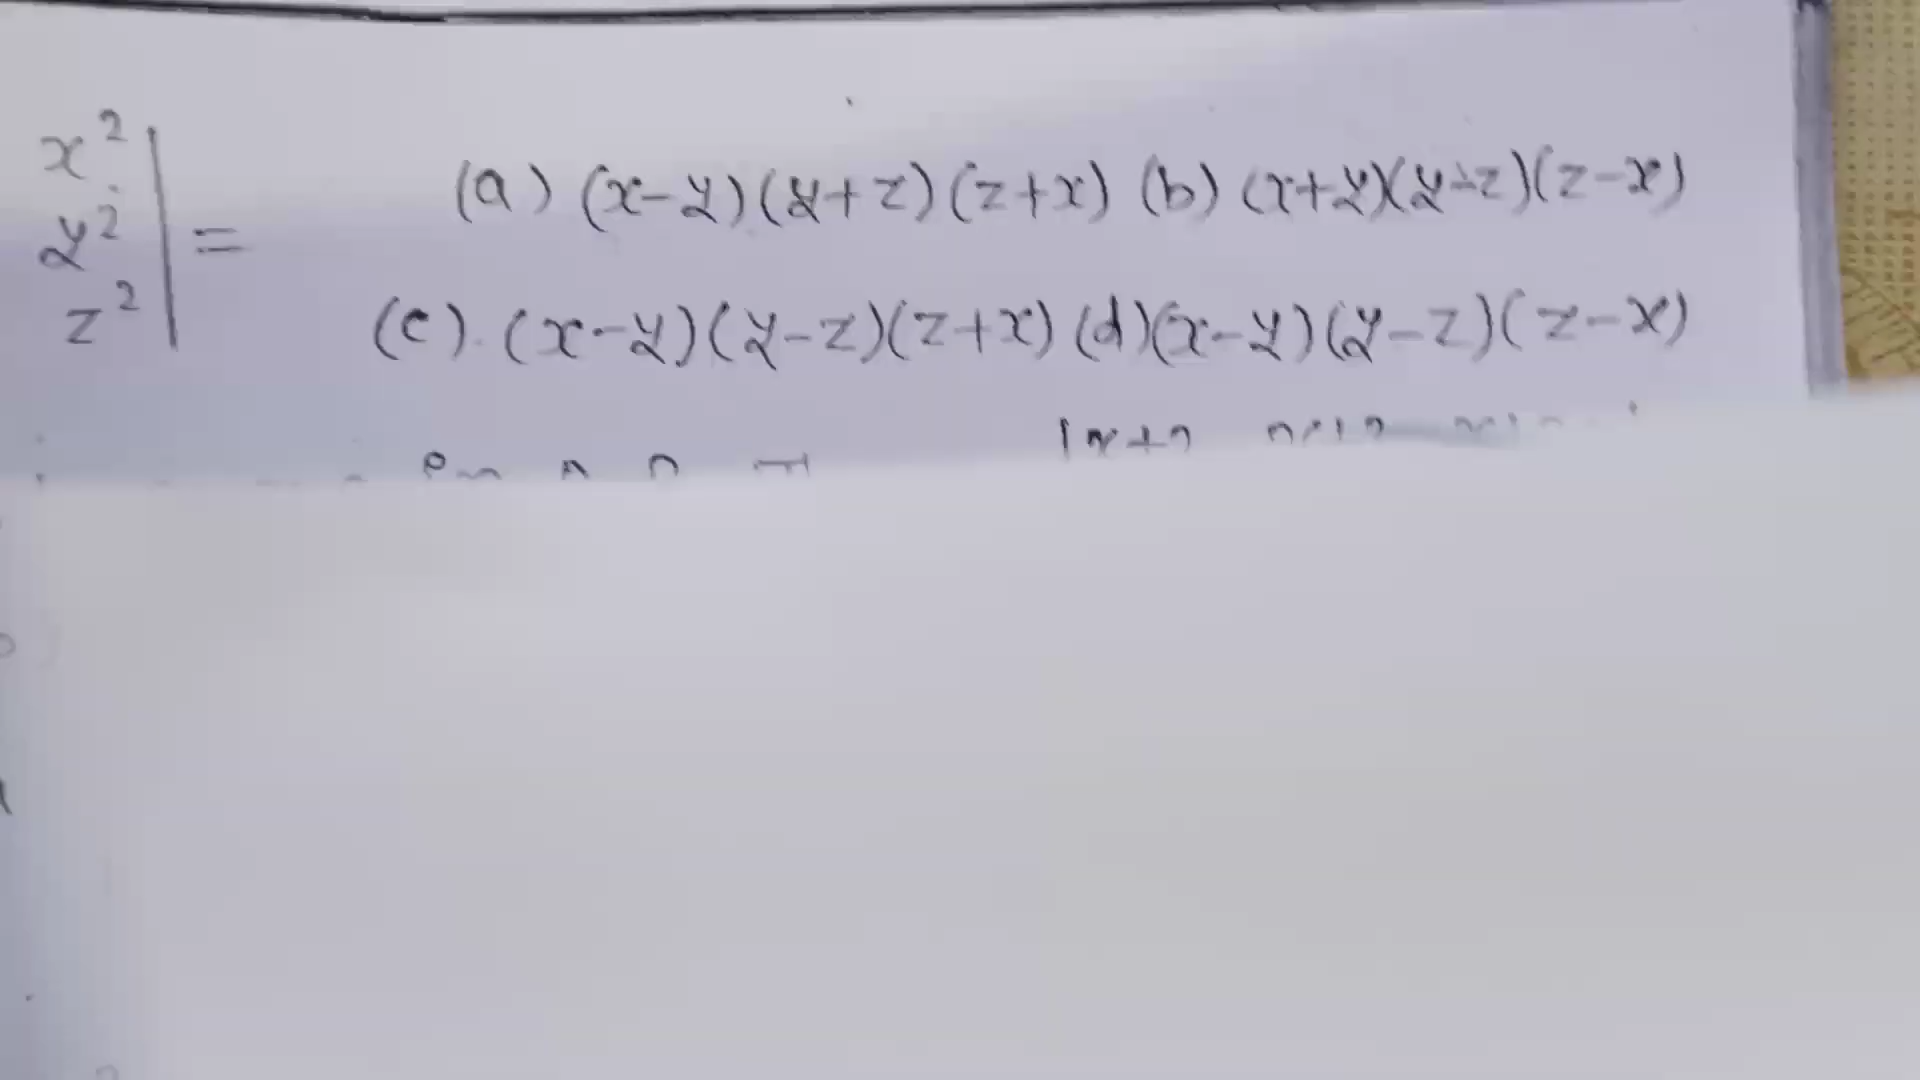 x²
y² | = (a) (x-y)(y+z)(z+x) (b) (x+y)(y-z)(z-x)
z² (c). (x-y)(y-z)(z+x) (d)(x-y)(y-z)(z-x)